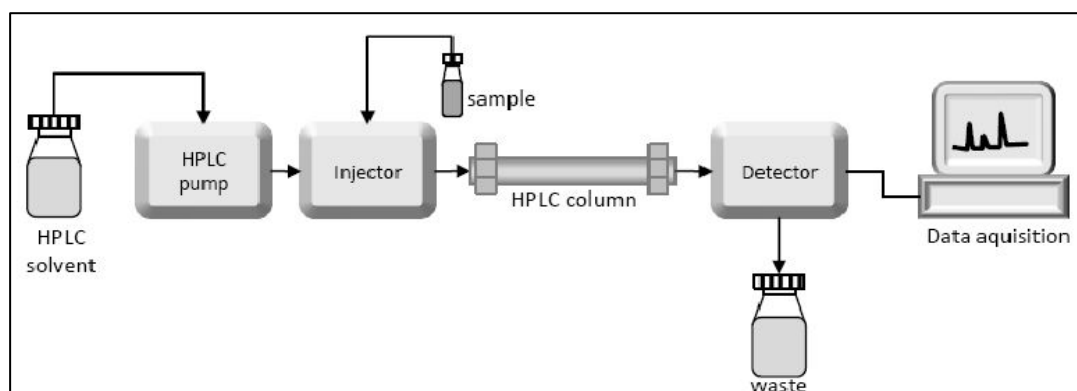 HPLC
solvent
HPLC
pump
Injector
sample
HPLC column
Detector
waste
Data aquisition